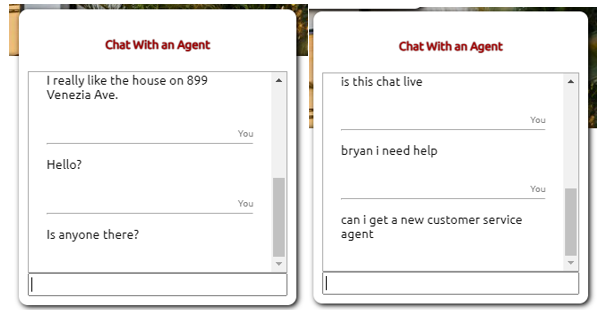 Chat With an Agent
I really like the house on 899
Venezia Ave.
You
Hello?
You
Is anyone there?
Chat With an Agent
is this chat live
You
bryan i need help
You
can i get a new customer service
agent